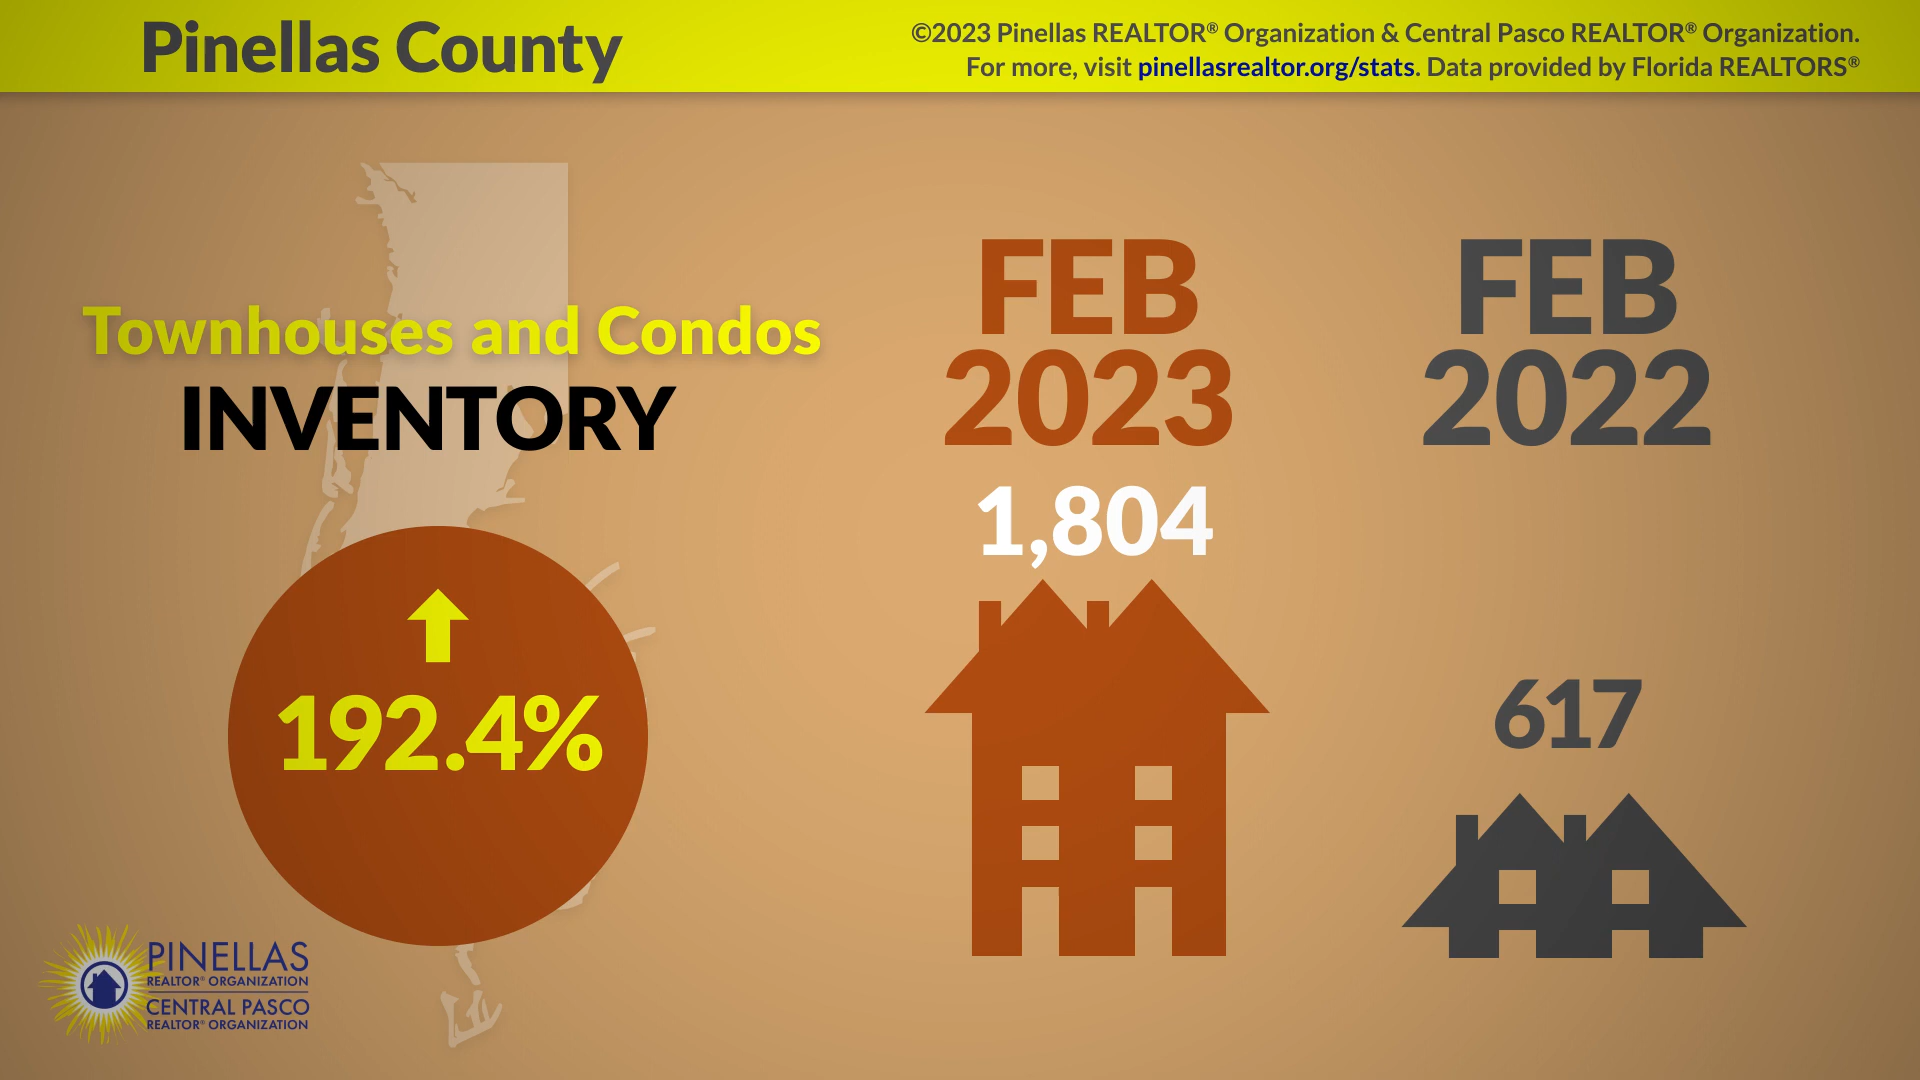 Pinellas County
©2023 Pinellas REALTOR® Organization & Central Pasco REALTOR® Organization.
For more, visit pinellasrealtor.org/stats. Data provided by Florida REALTORS®
Townhouses and Condos
INVENTORY
192.4%
FEB
2023
1,804
FEB
2022
617
PINELLAS
REALTOR® ORGANIZATION
CENTRAL PASCO
REALTOR® ORGANIZATION